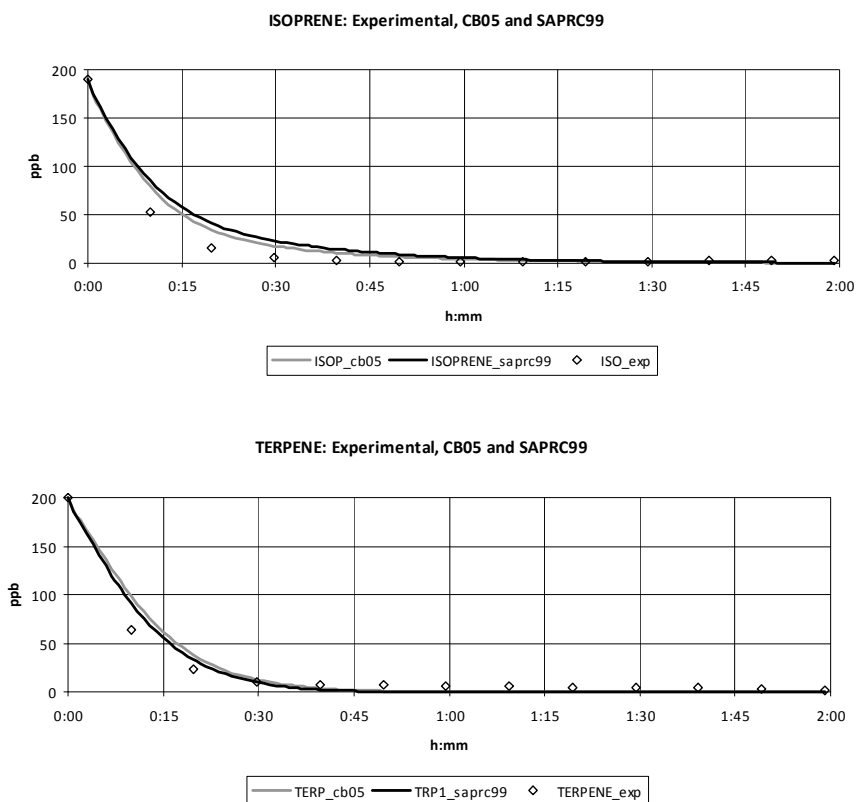 ISOPRENE: Experimental, CB05 and SAPRC99
200
150
100
50
0
ppb
0:00 0:15 0:30 0:45 1:00 1:15 1:30 1:45 2:00
h:mm
ISOP_cb05 ISOPRENE_saprc99 ISO_exp
TERPENE: Experimental, CB05 and SAPRC99
200
150
100
50
0
ppb
0:00 0:15 0:30 0:45 1:00 1:15 1:30 1:45 2:00
h:mm
TERP_cb05 TRP1_saprc99 TERPENE_exp